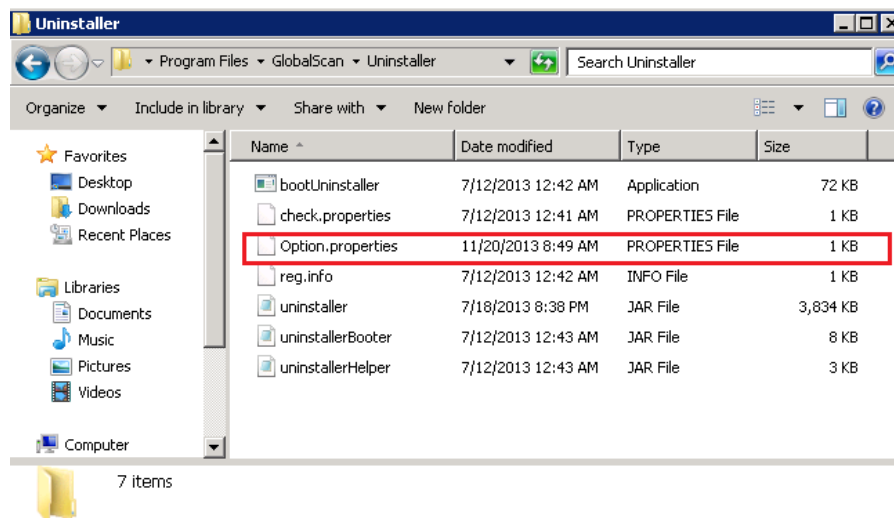 Uninstaller
Program Files GlobalScan Uninstaller Search Uninstaller
Organize Include in library Share with New folder
Name Date modified Type Size
Favorites
Desktop
Downloads
Recent Places
Libraries
Documents
Music
Pictures
Videos
Computer
bootUninstaller 7/12/2013 12:42 AM Application 72 KB
check.properties 7/12/2013 12:41 AM PROPERTIES File 1 KB
Option.properties 11/20/2013 8:49 AM PROPERTIES File 1 KB
reg.info 7/12/2013 12:42 AM INFO File 1 KB
uninstaller 7/18/2013 8:38 PM JAR File 3,834 KB
uninstallerBooter 7/12/2013 12:43 AM JAR File 8 KB
uninstallerHelper 7/12/2013 12:43 AM JAR File 3 KB
7 items